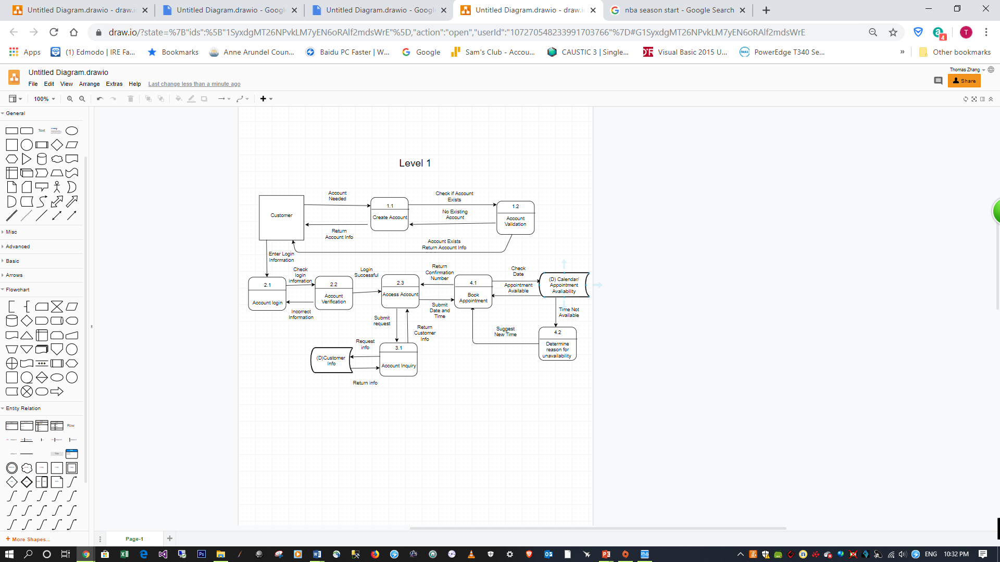 Untitled Diagram.drawio - draw.i
Untitled Diagram.drawio - Googl
Untitled Diagram.drawio - Googl
Untitled Diagram.drawio - draw.i
nba season start - Google Search
draw.io/?state=%7B"ids":%5B"1SyxdgMT26NPvkLM7yEN6oRAlf2mdsWrE"%5D,"action":"open","userId":"107270548233991703766"%7D#G1SyxdgMT26NPvkLM7yEN6oRAlf2mdsWrE
4
T
Apps
(1) Edmodo | IRE Fa...
Bookmarks
Anne Arundel Coun...
Baidu PC Faster | W...
Google
Sam's Club - Accou...
CAUSTIC 3 | Single...
Visual Basic 2015 U...
PowerEdge T340 Se...
»
Other bookmarks
Untitled Diagram.drawio
Thomas Zhang
File Edit View Arrange Extras Help
Last change less than a minute ago
Share
100%
General
Text
Misc
Advanced
Basic
Arrows
Flowchart
Entity Relation
Row
+ More Shapes...
Level 1
Account
Needed
Check if Account
Exists
Customer
1.1
Create Account
1.2
Account
Validation
No Existing
Account
Return
Account Info
Account Exists
Return Account Info
Enter Login
Information
Check
login
infomation
2.1
Account login
2.2
Account
Verification
Incorrect
Information
Login
Successful
2.3
Access Account
Return
Confirmation
Number
Submit
Date and
Time
4.1
Book
Appointment
Check
Date
Appointment
Available
(D) Calendar/
Appointment
Avaliability
Time Not
Available
Submit
request
Return
Customer
Info
Suggest
New Time
4.2
Determine
reason for
unavailability
Request
info
(D)Customer
Info
3.1
Account Inquiry
Return info
Page-1
ENG
10:32 PM